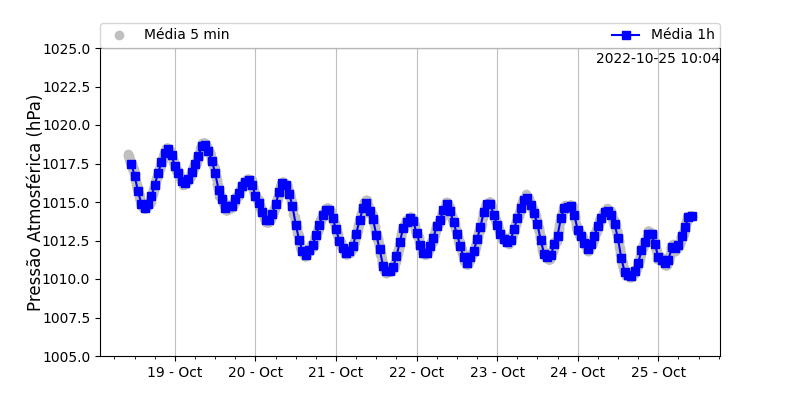 Média 5 min
Média 1h
2022-10-25 10:04
Pressão Atmosférica (hPa)
1025.0
1022.5
1020.0
1017.5
1015.0
1012.5
1010.0
1007.5
1005.0
19 - Oct
20 - Oct
21 - Oct
22 - Oct
23 - Oct
24 - Oct
25 - Oct